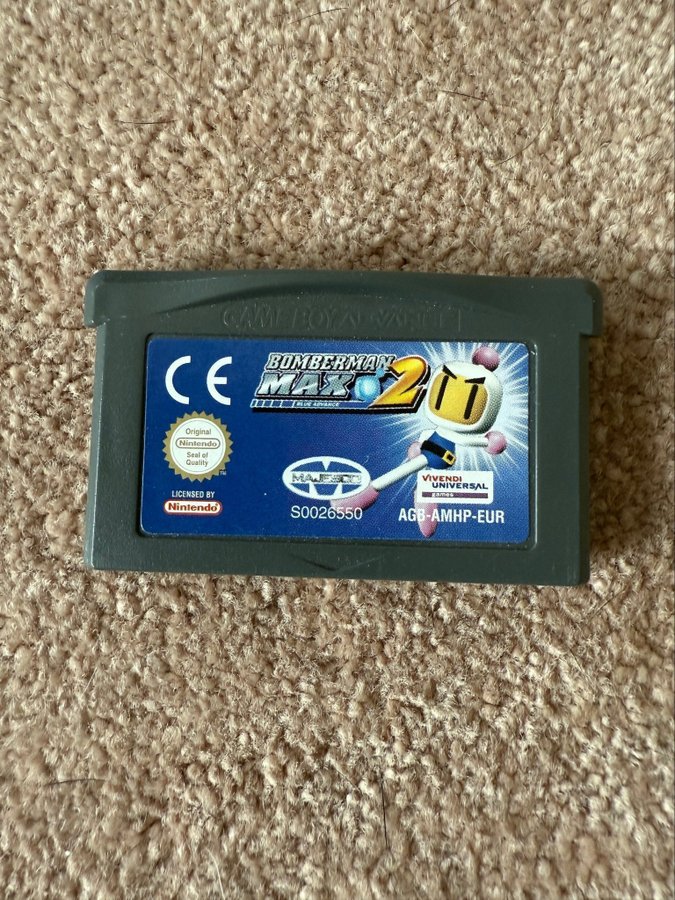 GAME BOY ADVANCE
CE
BOMBERMAN
MAX 2
BLUE ADVANCE
Original
Nintendo
Seal of
Quality
TM
LICENSED BY
Nintendo
MAJESCO
S0026550
VIVENDI
UNIVERSAL
games
AGB-AMHP-EUR